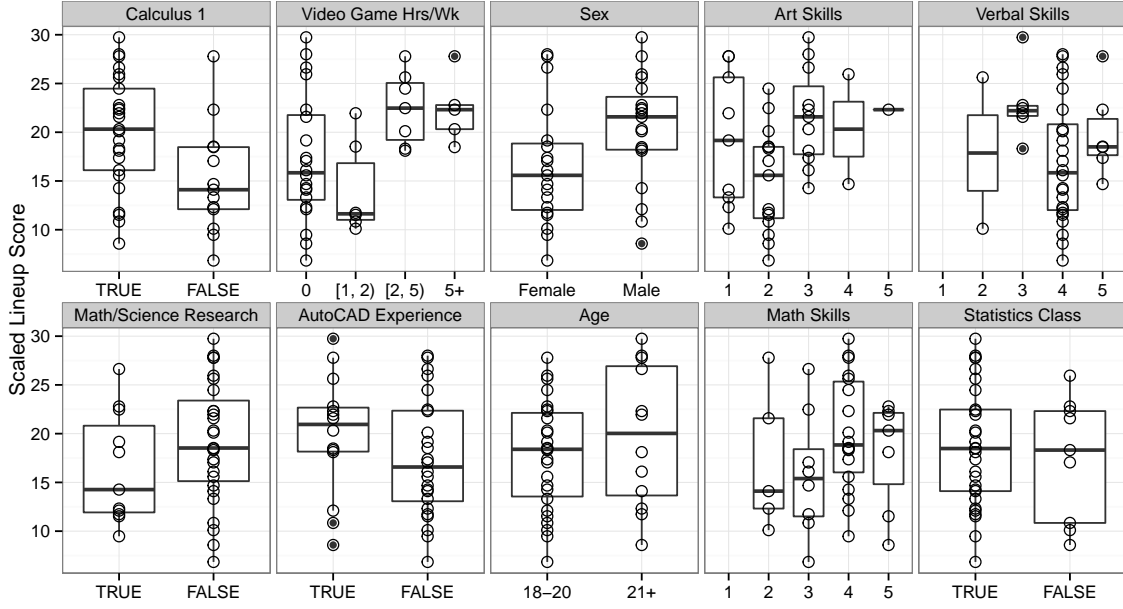 Calculus 1 Video Game Hrs/Wk Sex Art Skills Verbal Skills
30
25
20
15
10
TRUE FALSE 0 [1, 2) [2, 5) 5+ Female Male 1 2 3 4 5 1 2 3 4 5
Scaled Lineup Score
Math/Science Research AutoCAD Experience Age Math Skills Statistics Class
30
25
20
15
10
TRUE FALSE TRUE FALSE 18–20 21+ 1 2 3 4 5 TRUE FALSE